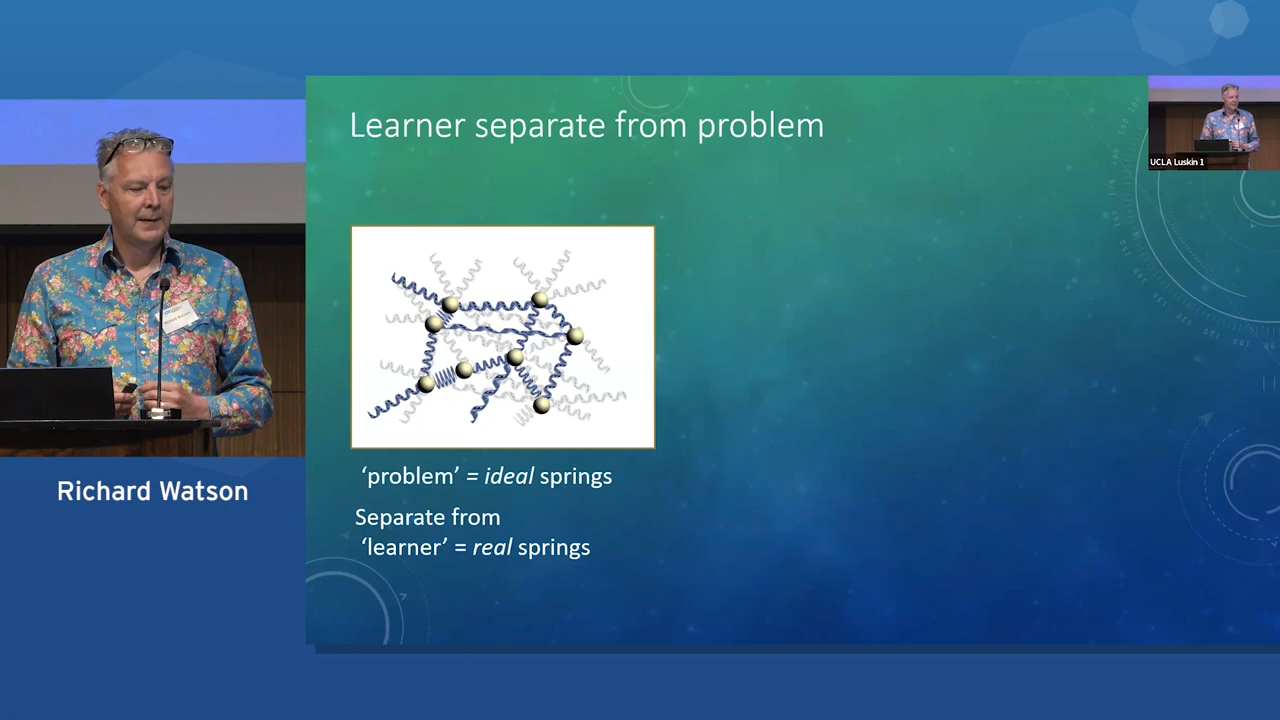 Learner separate from problem
UCLA Luskin 1
'problem' = ideal springs
Separate from
'learner' = real springs
Richard Watson